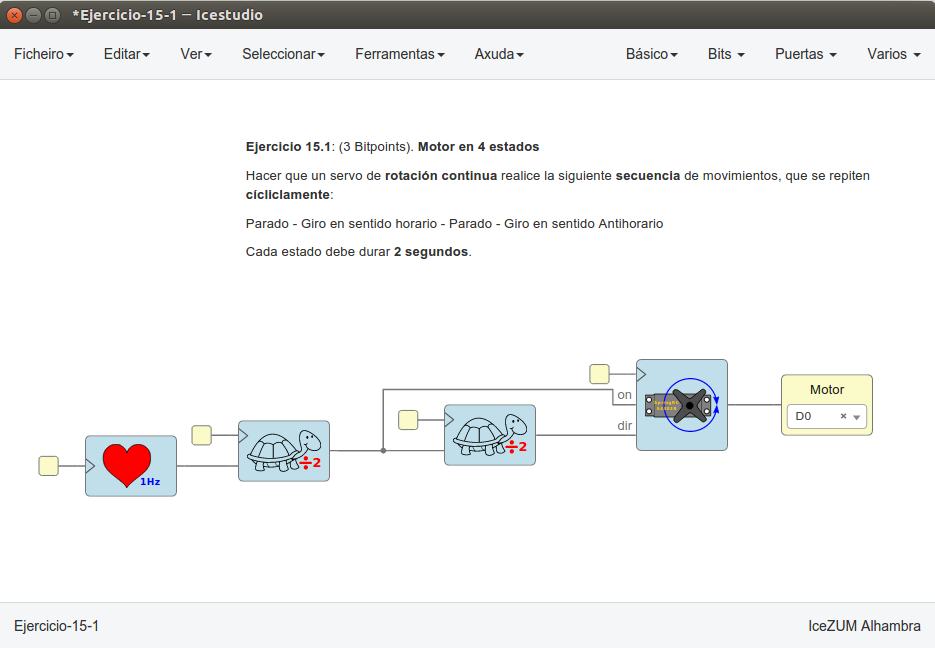 *Ejercicio-15-1 — Icestudio
Ficheiro Editar Ver Seleccionar Ferramentas Axuda Básico Bits Puertas Varios
Ejercicio 15.1: (3 Bitpoints). Motor en 4 estados
Hacer que un servo de rotación continua realice la siguiente secuencia de movimientos, que se repiten
cícliclamente:
Parado - Giro en sentido horario - Parado - Giro en sentido Antihorario
Cada estado debe durar 2 segundos.
1Hz
÷2
÷2
on
dir
Motor
D0
Ejercicio-15-1
IceZUM Alhambra